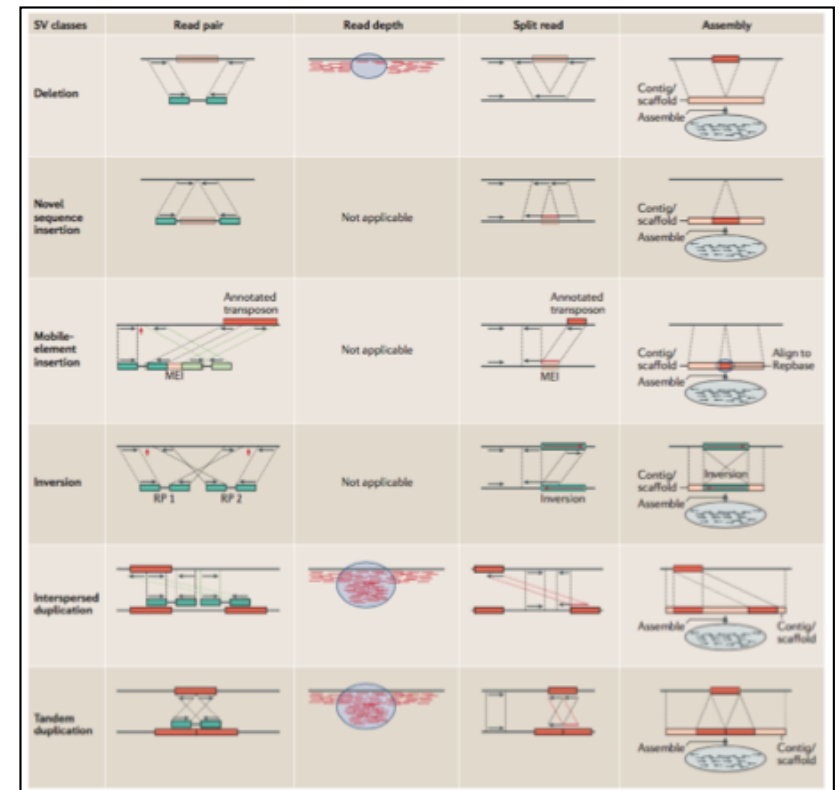 SV classes Read pair Read depth Split read Assembly
Deletion
Contig/
scaffold
Assemble
Novel
sequence
insertion
Not applicable
Contig/
scaffold
Assemble
Mobile-
element
insertion
Annotated
transposon
MEI
Not applicable
Annotated
transposon
MEI
Contig/
scaffold
Assemble
Align to
Repbase
Inversion
RP 1 RP 2
Not applicable
Inversion
Contig/
scaffold
Inversion
Assemble
Interspersed
duplication
Assemble
Contig/
scaffold
Tandem
duplication
Assemble
Contig/
scaffold